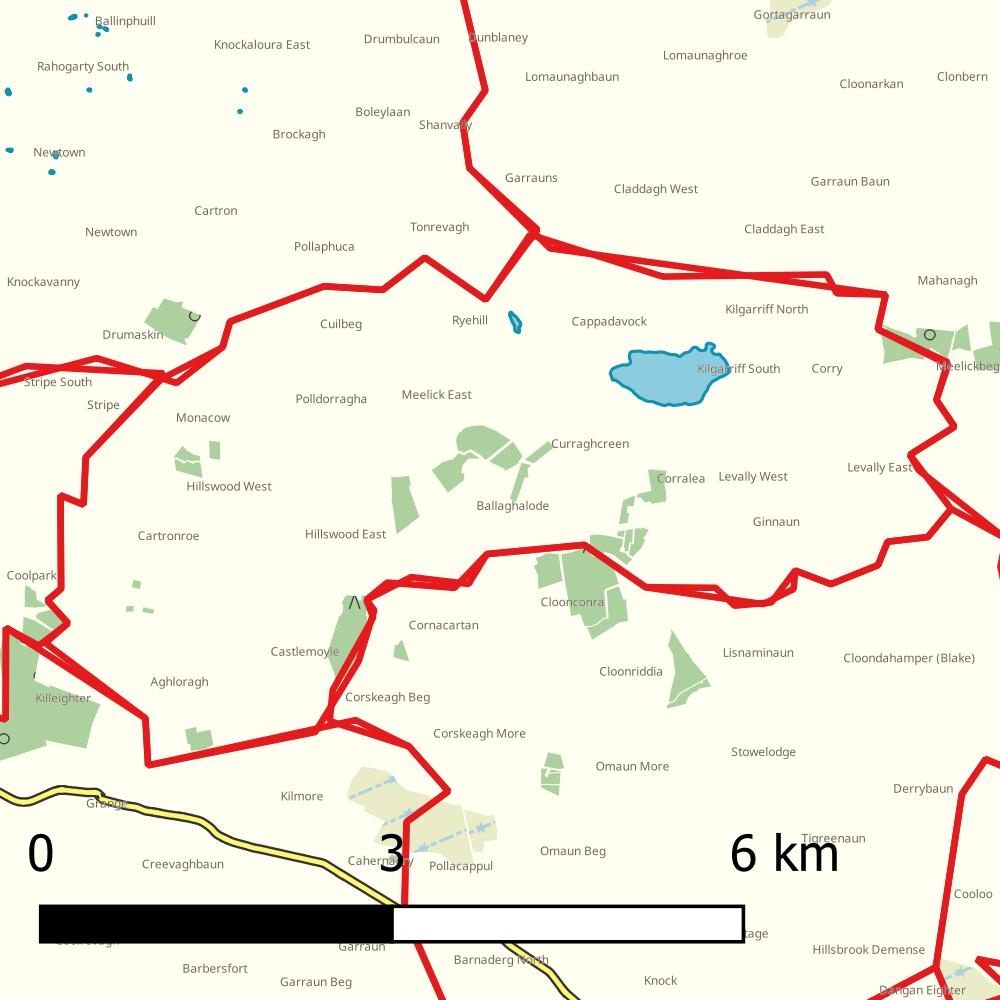 Ballinphuill
Gortagarraun
Knockaloura East
Drumbulcaun
Dunblaney
Rahogarty South
Lomaunaghbaun
Lomaunaghroe
Cloonarkan
Clonbern
Boleylaan
Shanvally
Brockagh
Newtown
Garrauns
Claddagh West
Garraun Baun
Cartron
Newtown
Tonrevagh
Claddagh East
Pollaphuca
Knockavanny
Mahanagh
Drumaskin
Cuilbeg
Ryehill
Cappadavock
Kilgarriff North
Stripe South
Kilgarriff South
Corry
Meelickbeg
Stripe
Polldorragha
Meelick East
Monacow
Curraghcreen
Hillswood West
Corralea
Levally West
Levally East
Ballaghalode
Ginnaun
Cartronroe
Hillswood East
Coolpark
Cloonconra
Cornacartan
Castlemoyle
Lisnaminaun
Cloondahamper (Blake)
Cloonriddia
Aghloragh
Killeighter
Corskeagh Beg
Corskeagh More
Stowelodge
Omaun More
Derrybaun
Kilmore
Grange
Tigreenaun
0
3
6 km
Creevaghbaun
Pollacappul
Omaun Beg
Cooloo
Garraun
Hillsbrook Demense
Barnaderg North
Barbersfort
Garraun Beg
Knock
Dangan Eighter